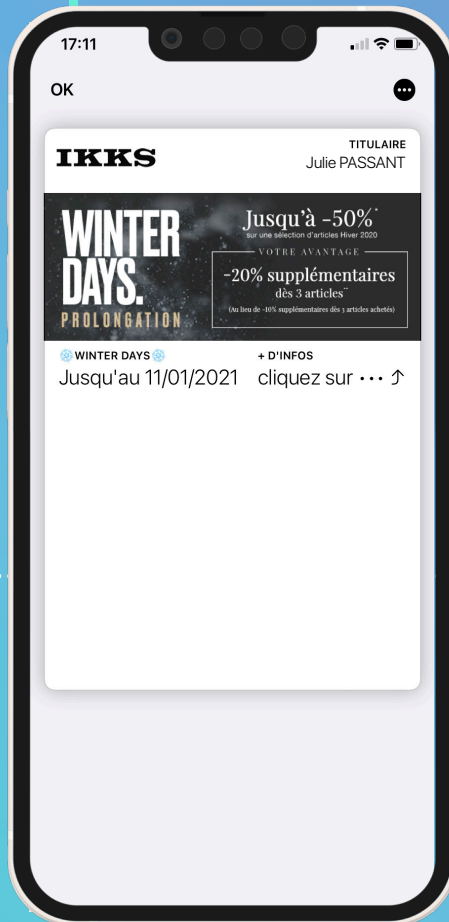 17:11
OK
IKKS
TITULAIRE
Julie PASSANT
WINTER
DAYS.
PROLONGATION
Jusqu'à -50%*
sur une sélection d'articles Hiver 2020
VOTRE AVANTAGE
-20% supplémentaires
dès 3 articles**
(Au lieu de -10% supplémentaires dès 3 articles achetés)
❄️WINTER DAYS❄️
Jusqu'au 11/01/2021
+ D'INFOS
cliquez sur ··· ⤴